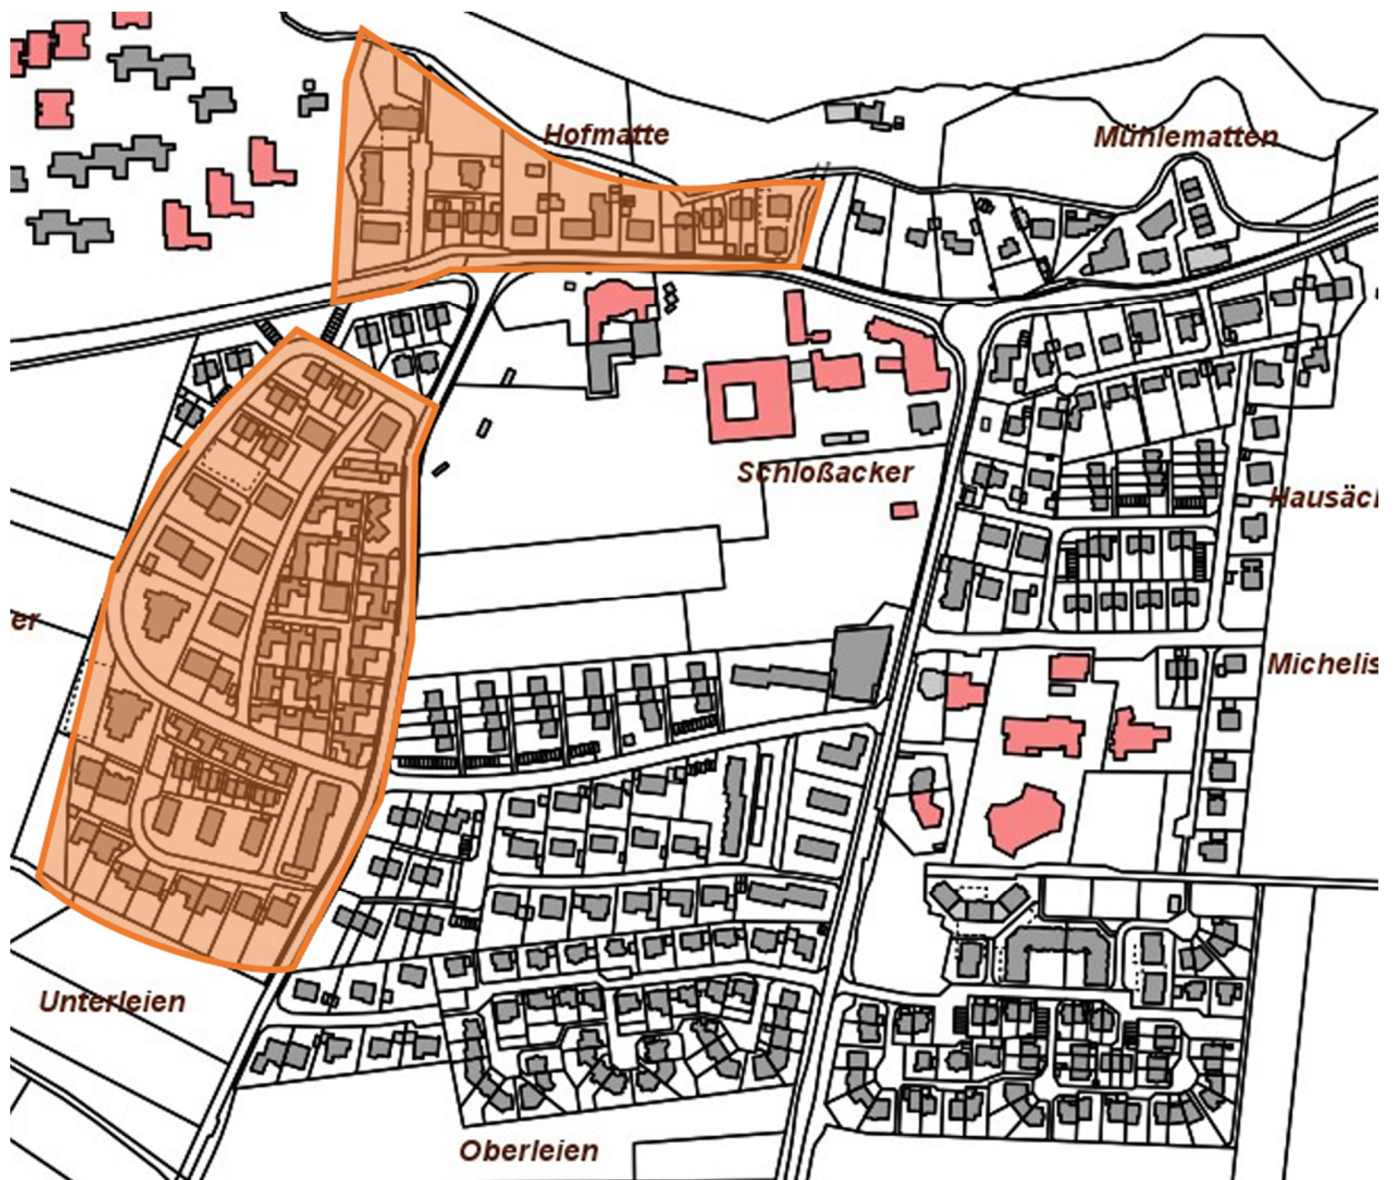 Hofmatte
Mühlematten
Schloßacker
Hausäc
er
Michelis
Unterleien
Oberleien